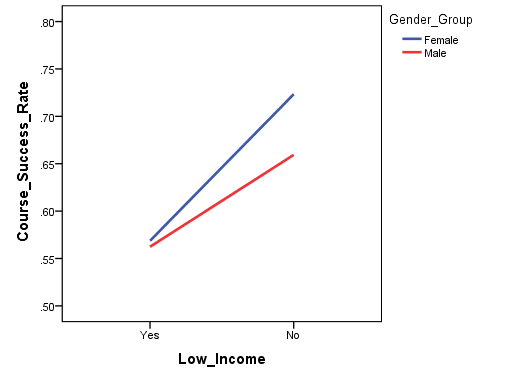 Gender_Group
Female
Male
Course_Success_Rate
.80
.75
.70
.65
.60
.55
.50
Yes
No
Low_Income